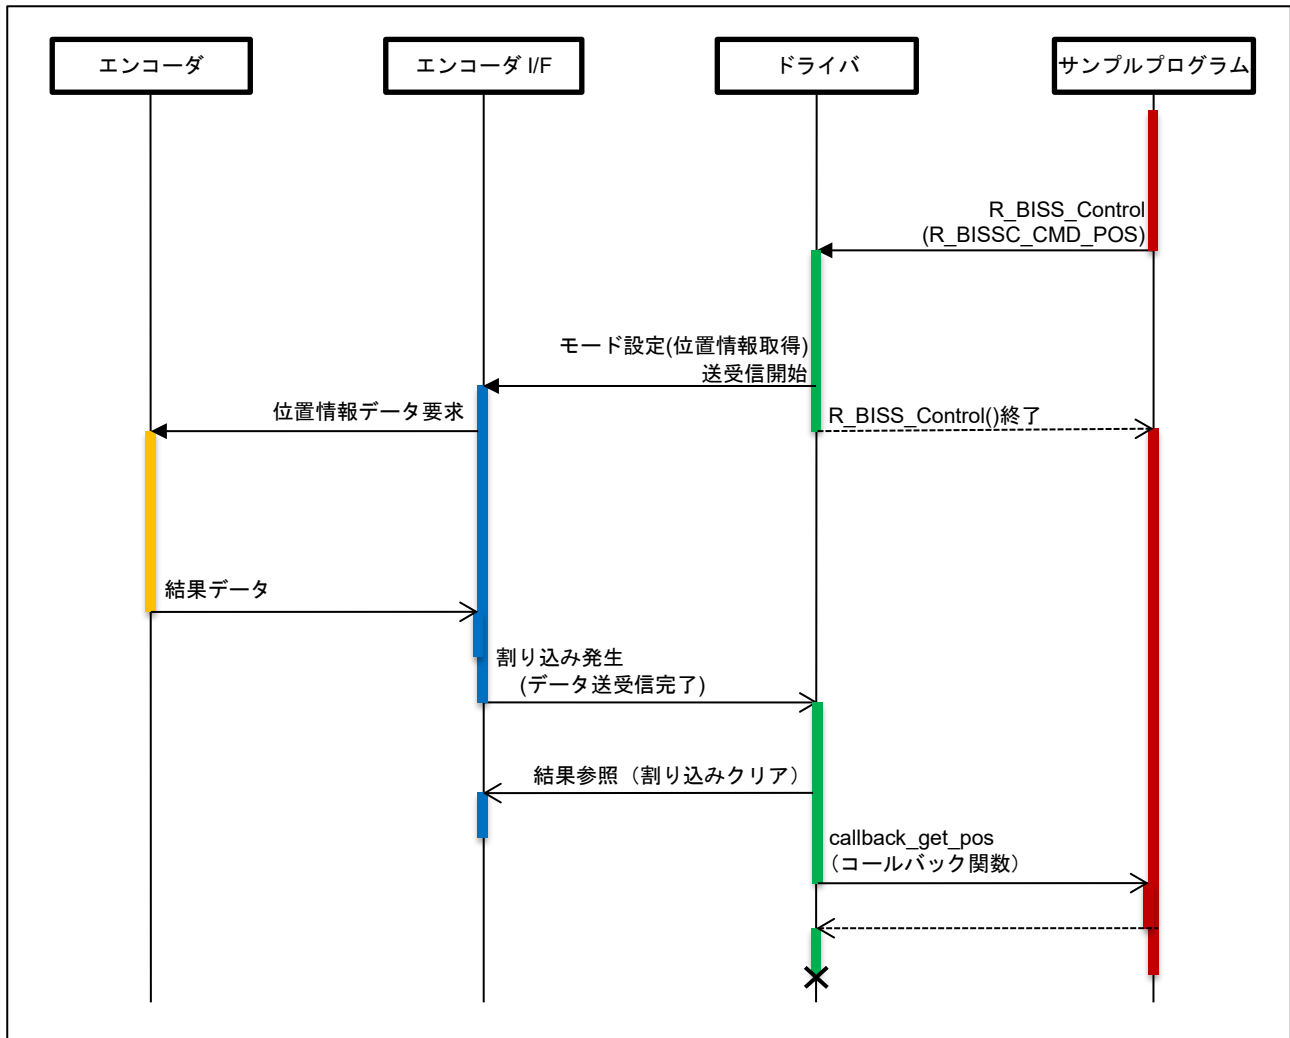 エンコーダ
エンコーダ I/F
ドライバ
サンプルプログラム
R_BISS_Control
(R_BISSC_CMD_POS)
モード設定(位置情報取得)
送受信開始
位置情報データ要求
R_BISS_Control()終了
結果データ
割り込み発生
(データ送受信完了)
結果参照（割り込みクリア）
callback_get_pos
（コールバック関数）